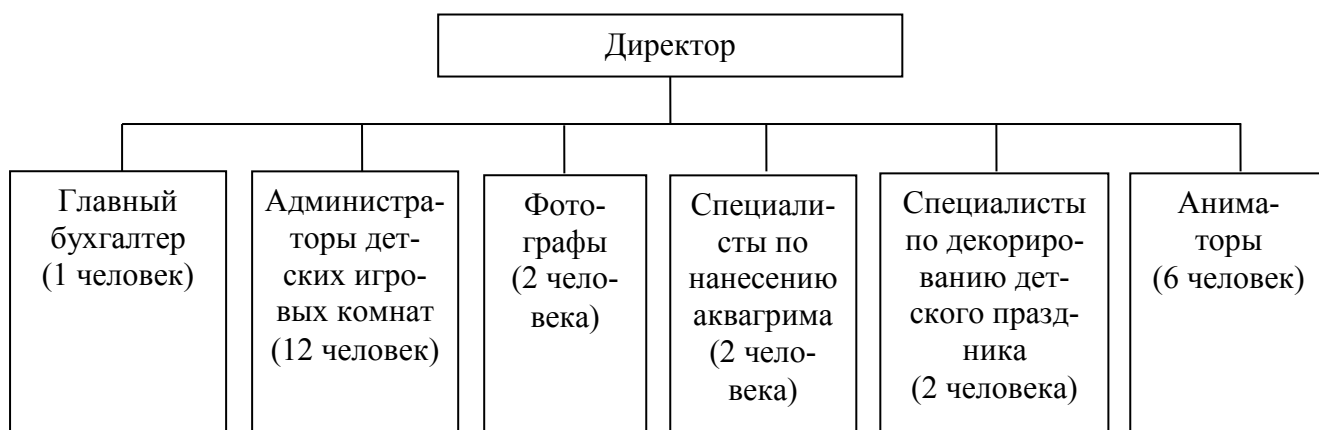 Директор
Главный
бухгалтер
(1 человек)
Администра-
торы дет-
ских игро-
вых комнат
(12 человек)
Фото-
графы
(2 чело-
века)
Специали-
сты по
нанесению
аквагрима
(2 чело-
века)
Специалисты
по декориро-
ванию дет-
ского празд-
ника
(2 человека)
Анима-
торы
(6 человек)